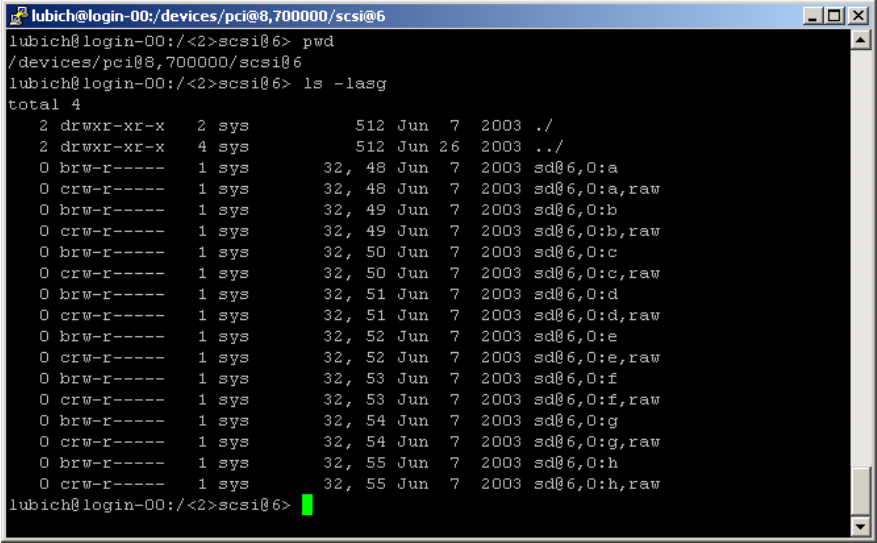 lubich@login-00:/devices/pci@8,700000/scsi@6
lubich@login-00:/<2>scsi@6> pwd
/devices/pci@8,700000/scsi@6
lubich@login-00:/<2>scsi@6> ls -lasg
total 4
   2 drwxr-xr-x   2 sys          512 Jun  7  2003 ./
   2 drwxr-xr-x   4 sys          512 Jun 26  2003 ../
   0 brw-r-----   1 sys       32, 48 Jun  7  2003 sd@6,0:a
   0 crw-r-----   1 sys       32, 48 Jun  7  2003 sd@6,0:a,raw
   0 brw-r-----   1 sys       32, 49 Jun  7  2003 sd@6,0:b
   0 crw-r-----   1 sys       32, 49 Jun  7  2003 sd@6,0:b,raw
   0 brw-r-----   1 sys       32, 50 Jun  7  2003 sd@6,0:c
   0 crw-r-----   1 sys       32, 50 Jun  7  2003 sd@6,0:c,raw
   0 brw-r-----   1 sys       32, 51 Jun  7  2003 sd@6,0:d
   0 crw-r-----   1 sys       32, 51 Jun  7  2003 sd@6,0:d,raw
   0 brw-r-----   1 sys       32, 52 Jun  7  2003 sd@6,0:e
   0 crw-r-----   1 sys       32, 52 Jun  7  2003 sd@6,0:e,raw
   0 brw-r-----   1 sys       32, 53 Jun  7  2003 sd@6,0:f
   0 crw-r-----   1 sys       32, 53 Jun  7  2003 sd@6,0:f,raw
   0 brw-r-----   1 sys       32, 54 Jun  7  2003 sd@6,0:g
   0 crw-r-----   1 sys       32, 54 Jun  7  2003 sd@6,0:g,raw
   0 brw-r-----   1 sys       32, 55 Jun  7  2003 sd@6,0:h
   0 crw-r-----   1 sys       32, 55 Jun  7  2003 sd@6,0:h,raw
lubich@login-00:/<2>scsi@6>